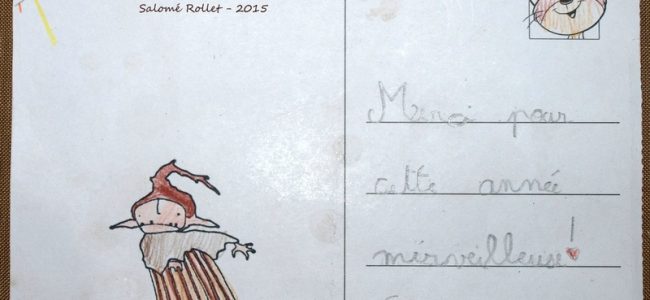 Salomé Rollet - 2015
Merci pour
cette année
merveilleuse!